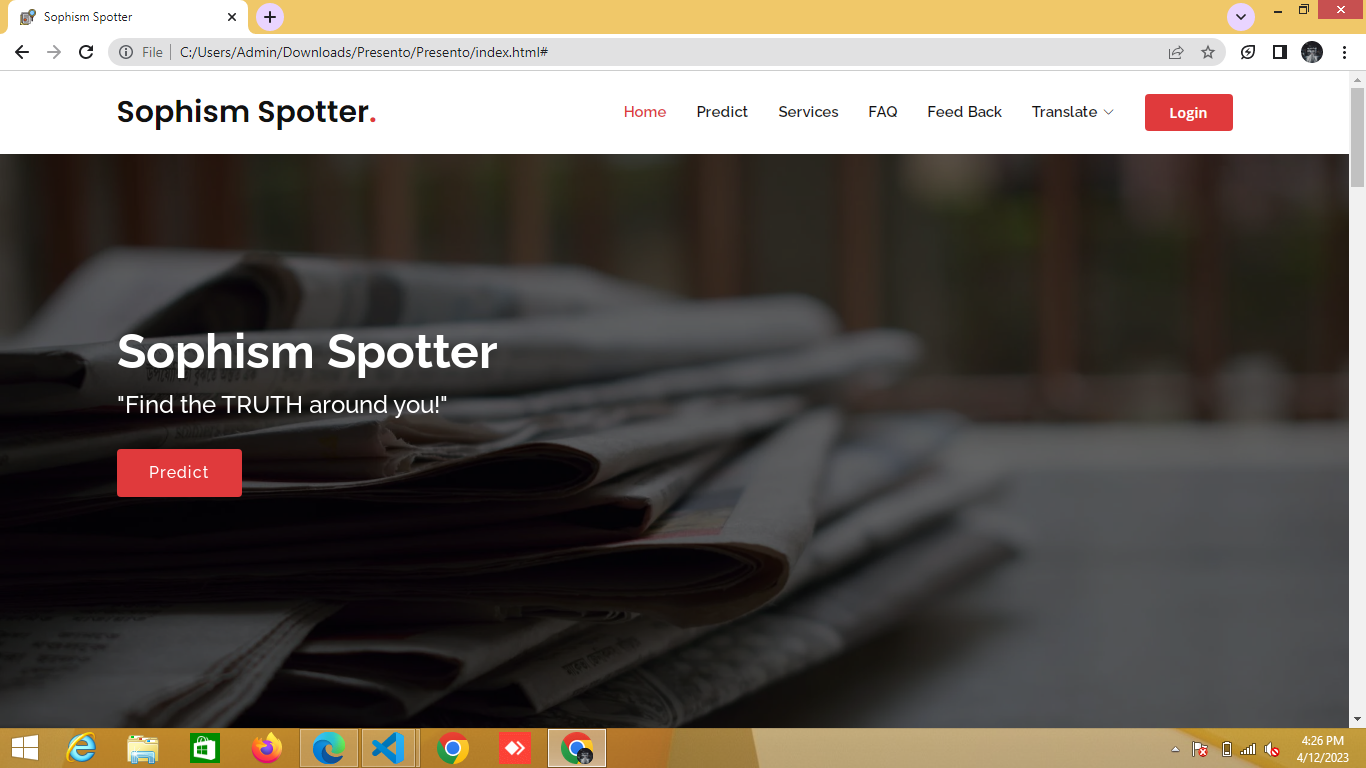 Sophism Spotter
File
C:/Users/Admin/Downloads/Presento/Presento/index.html#
Sophism Spotter.
Home
Predict
Services
FAQ
Feed Back
Translate
Login
Sophism Spotter
"Find the TRUTH around you!"
Predict
4:26 PM
4/12/2023